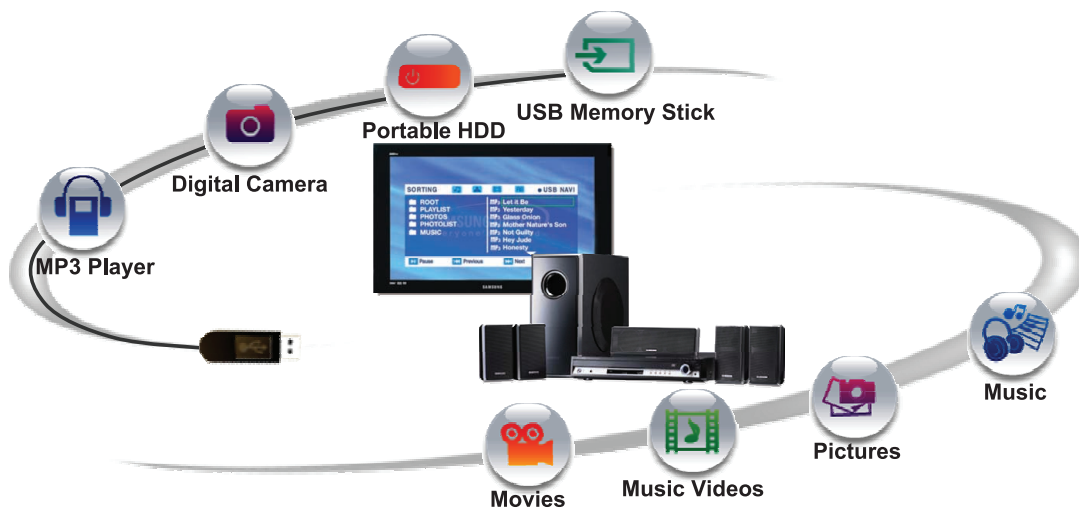 USB Memory Stick
Portable HDD
Digital Camera
MP3 Player
SORTING
USB NAVI
ROOT
PLAYLIST
PHOTOS
PHOTOLIST
MUSIC
Let it Be
Yesterday
Glass Onion
Mother Nature's Son
Not Guilty
Hey Jude
Honesty
Pause
Previous
Next
SAMSUNG
Music
Pictures
Music Videos
Movies